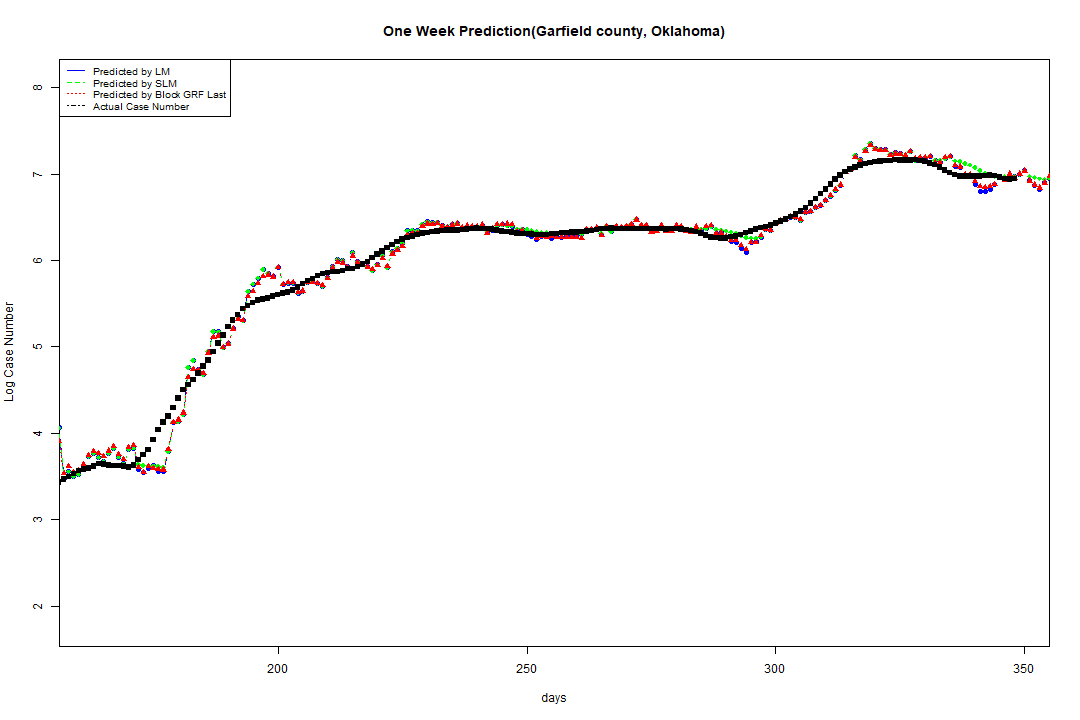 One Week Prediction(Garfield county, Oklahoma)
Predicted by LM
Predicted by SLM
Predicted by Block GRF Last
Actual Case Number
8
7
6
5
4
3
2
Log Case Number
200 250 300 350
days